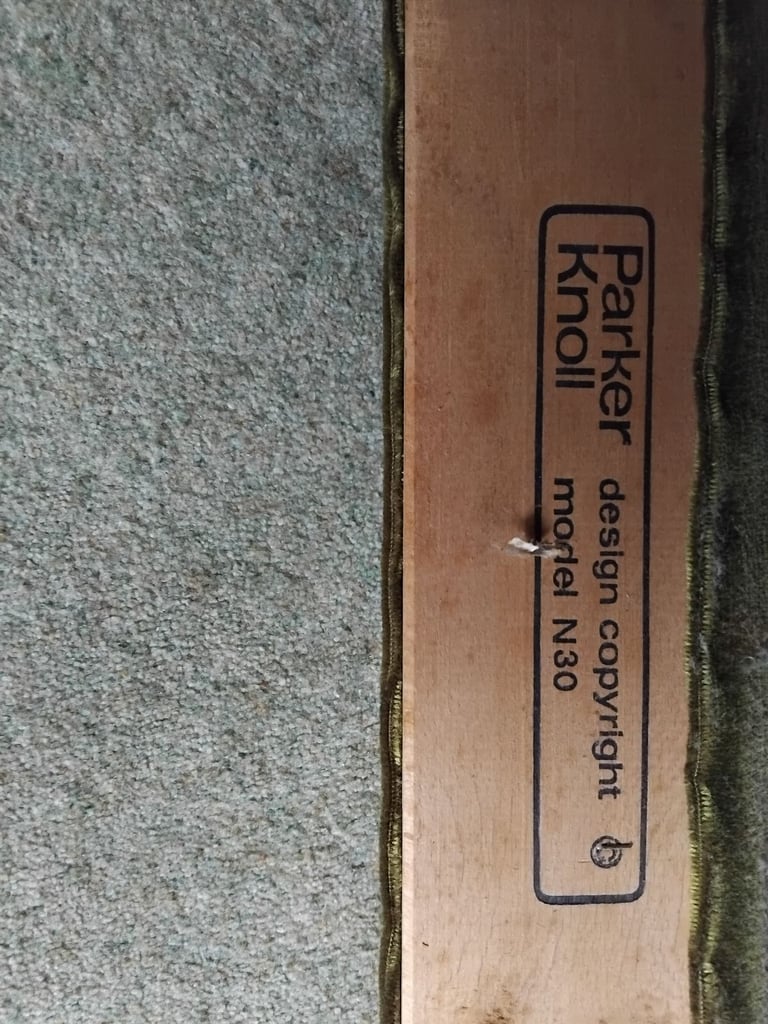 Parker
Knoll
design copyright
model N30